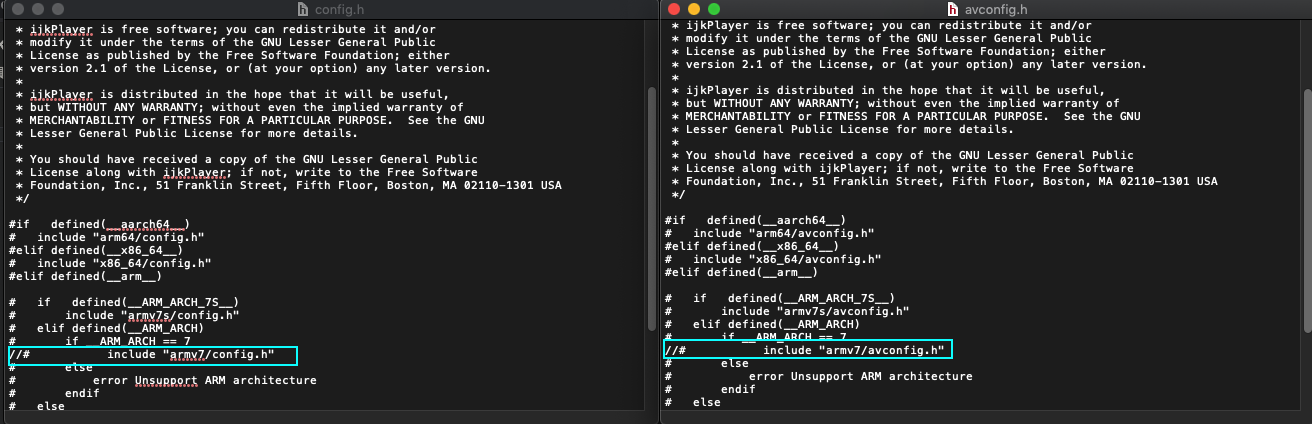 config.h
* ijkPlayer is free software; you can redistribute it and/or
* modify it under the terms of the GNU Lesser General Public
* License as published by the Free Software Foundation; either
* version 2.1 of the License, or (at your option) any later version.
*
* ijkPlayer is distributed in the hope that it will be useful,
* but WITHOUT ANY WARRANTY; without even the implied warranty of
* MERCHANTABILITY or FITNESS FOR A PARTICULAR PURPOSE.  See the GNU
* Lesser General Public License for more details.
*
* You should have received a copy of the GNU Lesser General Public
* License along with ijkPlayer; if not, write to the Free Software
* Foundation, Inc., 51 Franklin Street, Fifth Floor, Boston, MA 02110-1301 USA
*/
#if   defined(__aarch64__)
#   include "arm64/config.h"
#elif defined(__x86_64__)
#   include "x86_64/config.h"
#elif defined(__arm__)
#   if   defined(__ARM_ARCH_7S__)
#       include "armv7s/config.h"
#   elif defined(__ARM_ARCH)
#       if __ARM_ARCH == 7
//#           include "armv7/config.h"
#       else
#           error Unsupport ARM architecture
#       endif
#   else
avconfig.h
* ijkPlayer is free software; you can redistribute it and/or
* modify it under the terms of the GNU Lesser General Public
* License as published by the Free Software Foundation; either
* version 2.1 of the License, or (at your option) any later version.
*
* ijkPlayer is distributed in the hope that it will be useful,
* but WITHOUT ANY WARRANTY; without even the implied warranty of
* MERCHANTABILITY or FITNESS FOR A PARTICULAR PURPOSE.  See the GNU
* Lesser General Public License for more details.
*
* You should have received a copy of the GNU Lesser General Public
* License along with ijkPlayer; if not, write to the Free Software
* Foundation, Inc., 51 Franklin Street, Fifth Floor, Boston, MA 02110-1301 USA
*/
#if   defined(__aarch64__)
#   include "arm64/avconfig.h"
#elif defined(__x86_64__)
#   include "x86_64/avconfig.h"
#elif defined(__arm__)
#   if   defined(__ARM_ARCH_7S__)
#       include "armv7s/avconfig.h"
#   elif defined(__ARM_ARCH)
#       if __ARM_ARCH == 7
//#           include "armv7/avconfig.h"
#       else
#           error Unsupport ARM architecture
#       endif
#   else